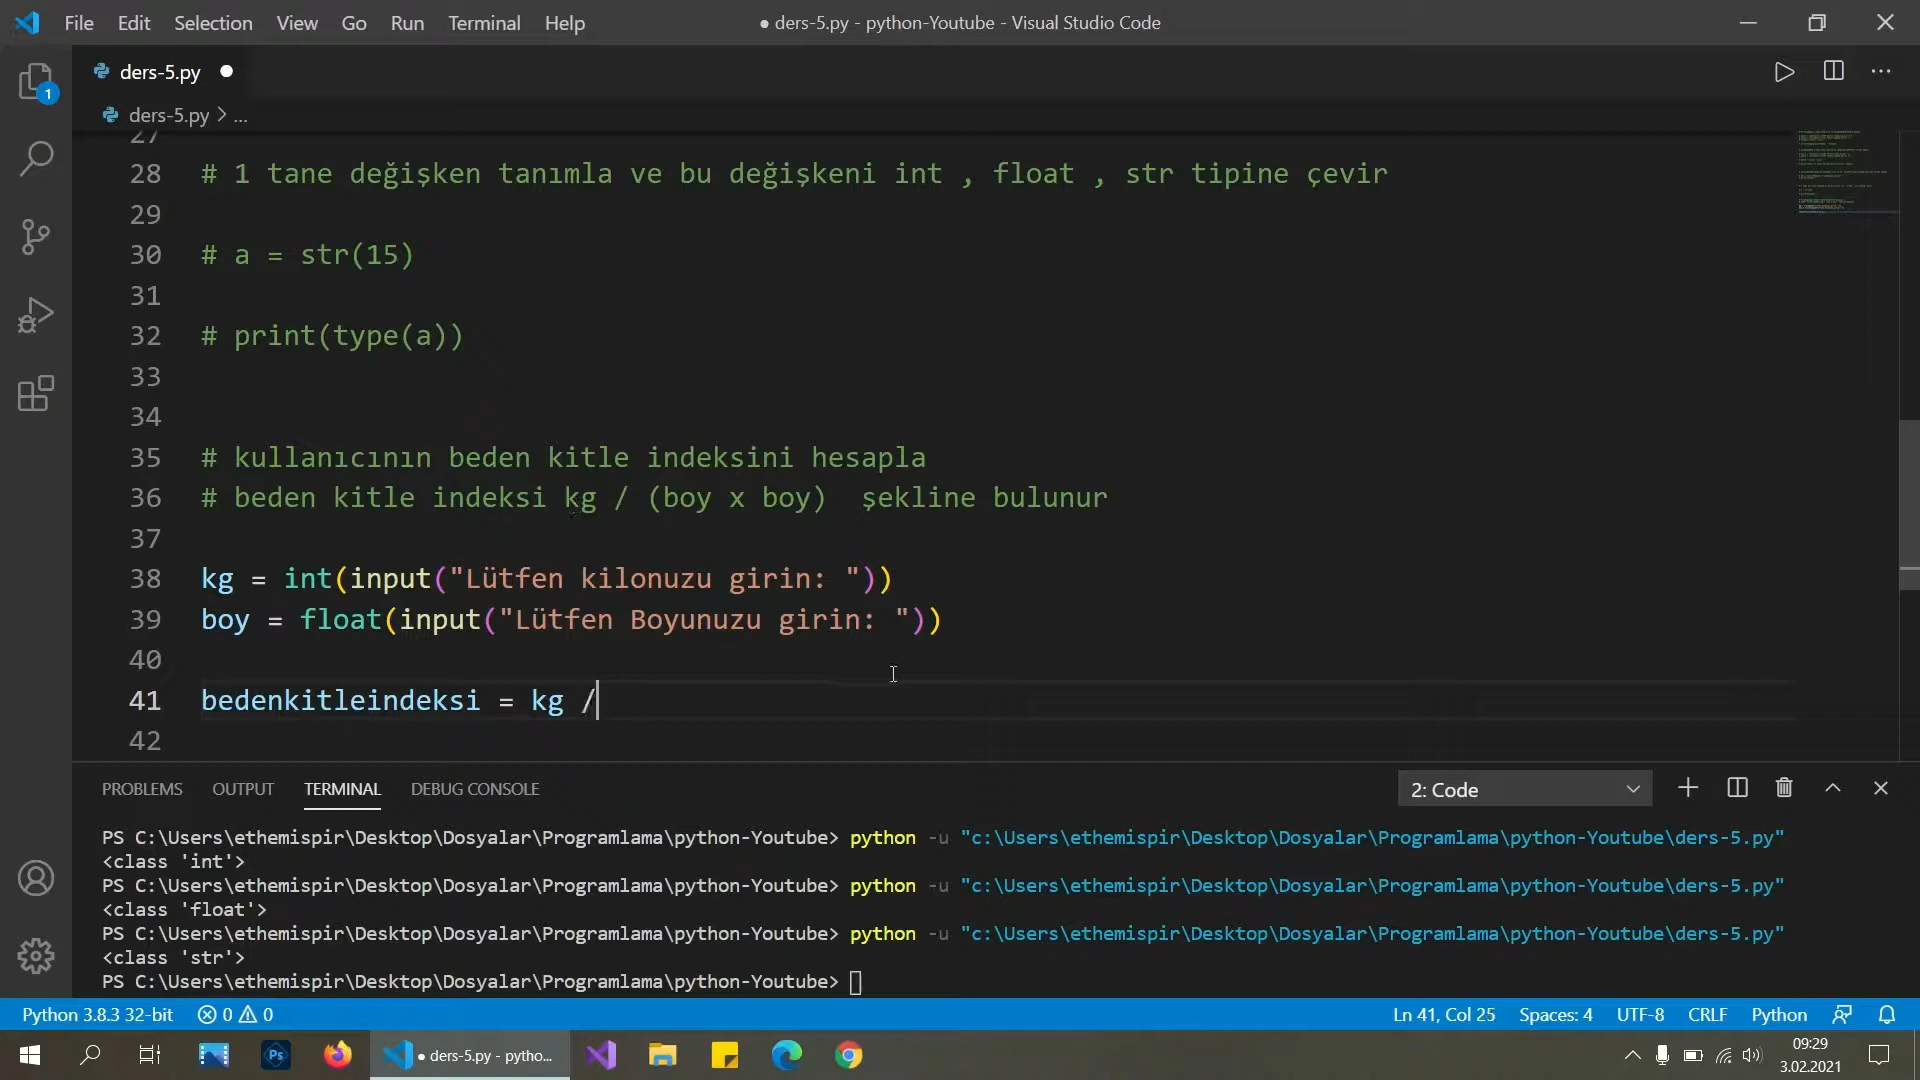 File Edit Selection View Go Run Terminal Help
● ders-5.py - python-Youtube - Visual Studio Code
ders-5.py
1
ders-5.py > ...
27
28 # 1 tane değişken tanımla ve bu değişkeni int , float , str tipine çevir
29
30 # a = str(15)
31
32 # print(type(a))
33
34
35 # kullanıcının beden kitle indeksini hesapla
36 # beden kitle indeksi kg / (boy x boy)  şekline bulunur
37
38 kg = int(input("Lütfen kilonuzu girin: "))
39 boy = float(input("Lütfen Boyunuzu girin: "))
40
41 bedenkitleindeksi = kg /
42
PROBLEMS OUTPUT TERMINAL DEBUG CONSOLE 2: Code
PS C:\Users\ethemispir\Desktop\Dosyalar\Programlama\python-Youtube> python -u "c:\Users\ethemispir\Desktop\Dosyalar\Programlama\python-Youtube\ders-5.py"
<class 'int'>
PS C:\Users\ethemispir\Desktop\Dosyalar\Programlama\python-Youtube> python -u "c:\Users\ethemispir\Desktop\Dosyalar\Programlama\python-Youtube\ders-5.py"
<class 'float'>
PS C:\Users\ethemispir\Desktop\Dosyalar\Programlama\python-Youtube> python -u "c:\Users\ethemispir\Desktop\Dosyalar\Programlama\python-Youtube\ders-5.py"
<class 'str'>
PS C:\Users\ethemispir\Desktop\Dosyalar\Programlama\python-Youtube>
Python 3.8.3 32-bit 0 0 Ln 41, Col 25 Spaces: 4 UTF-8 CRLF Python
Ps ● ders-5.py - pytho... 09:29
3.02.2021